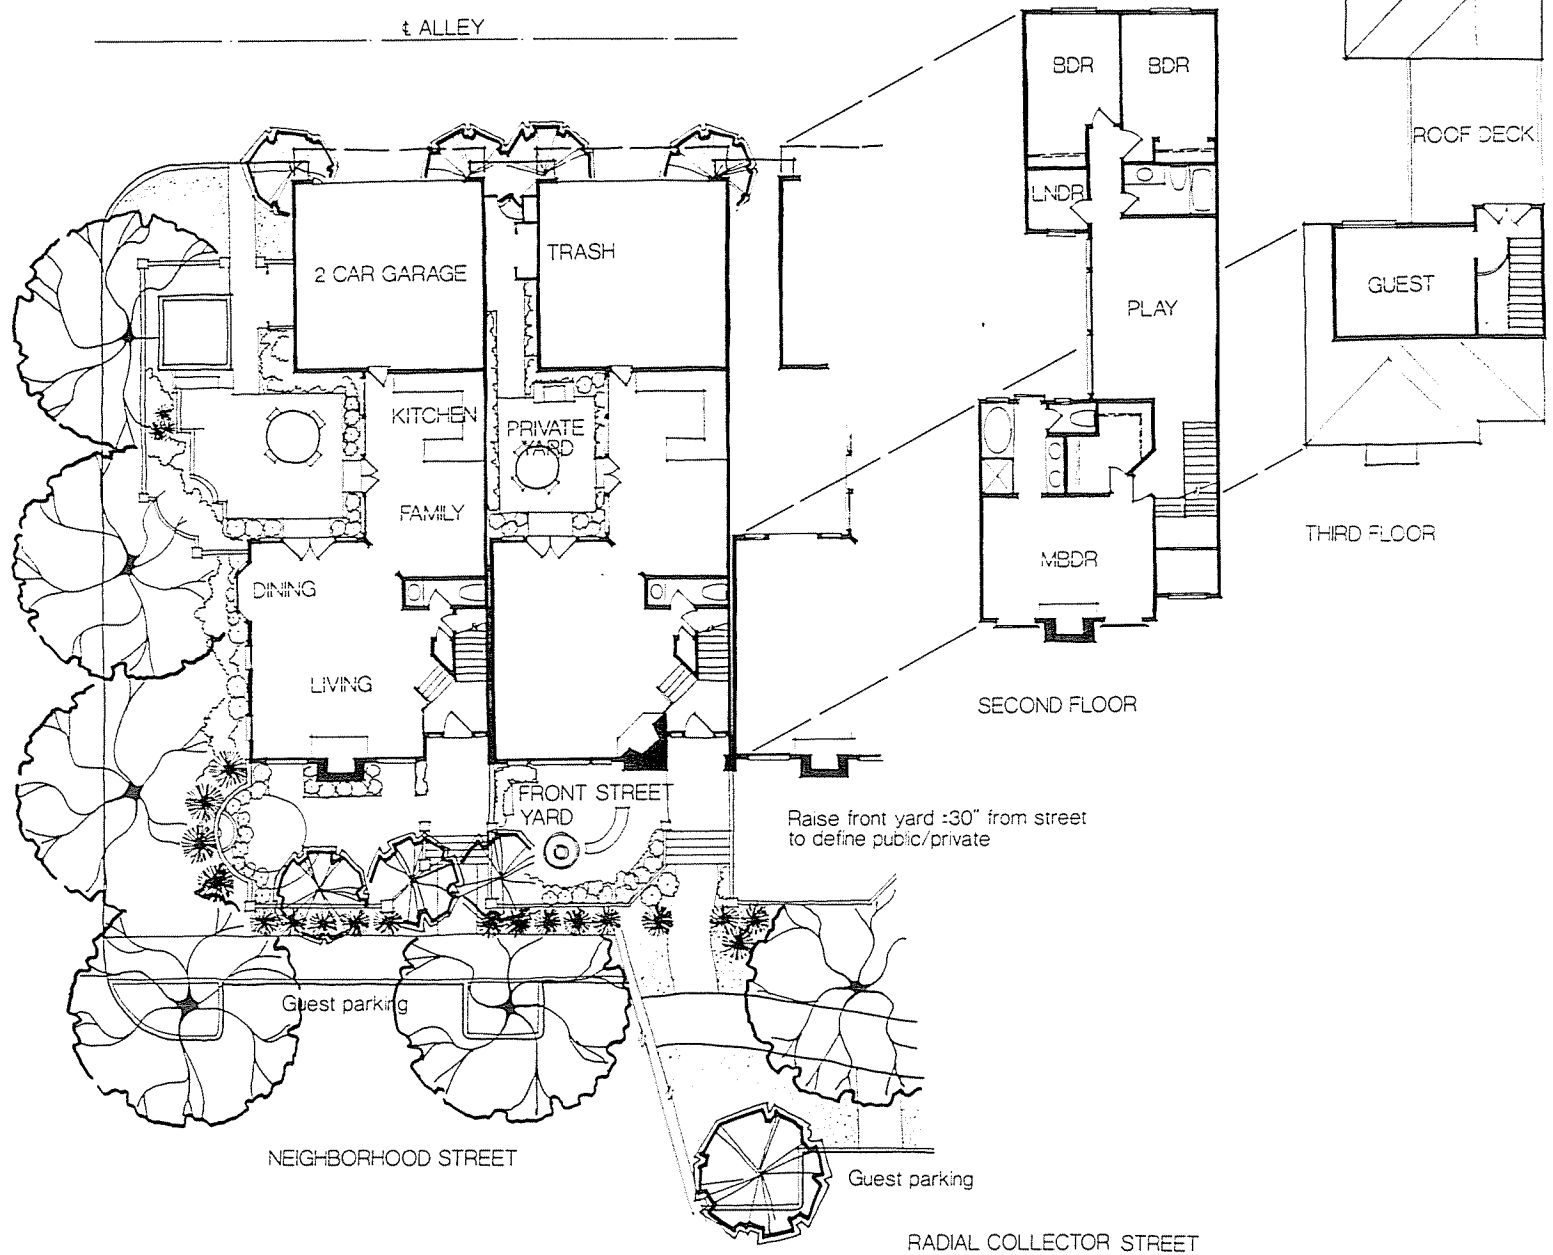 ℄ ALLEY
BDR
BDR
ROOF DECK
LNDR
TRASH
2 CAR GARAGE
GUEST
PLAY
KITCHEN
PRIVATE
YARD
FAMILY
THIRD FLOOR
MBDR
DINING
LIVING
SECOND FLOOR
FRONT STREET
YARD
Raise front yard ±30" from street
to define public/private
Guest parking
NEIGHBORHOOD STREET
Guest parking
RADIAL COLLECTOR STREET